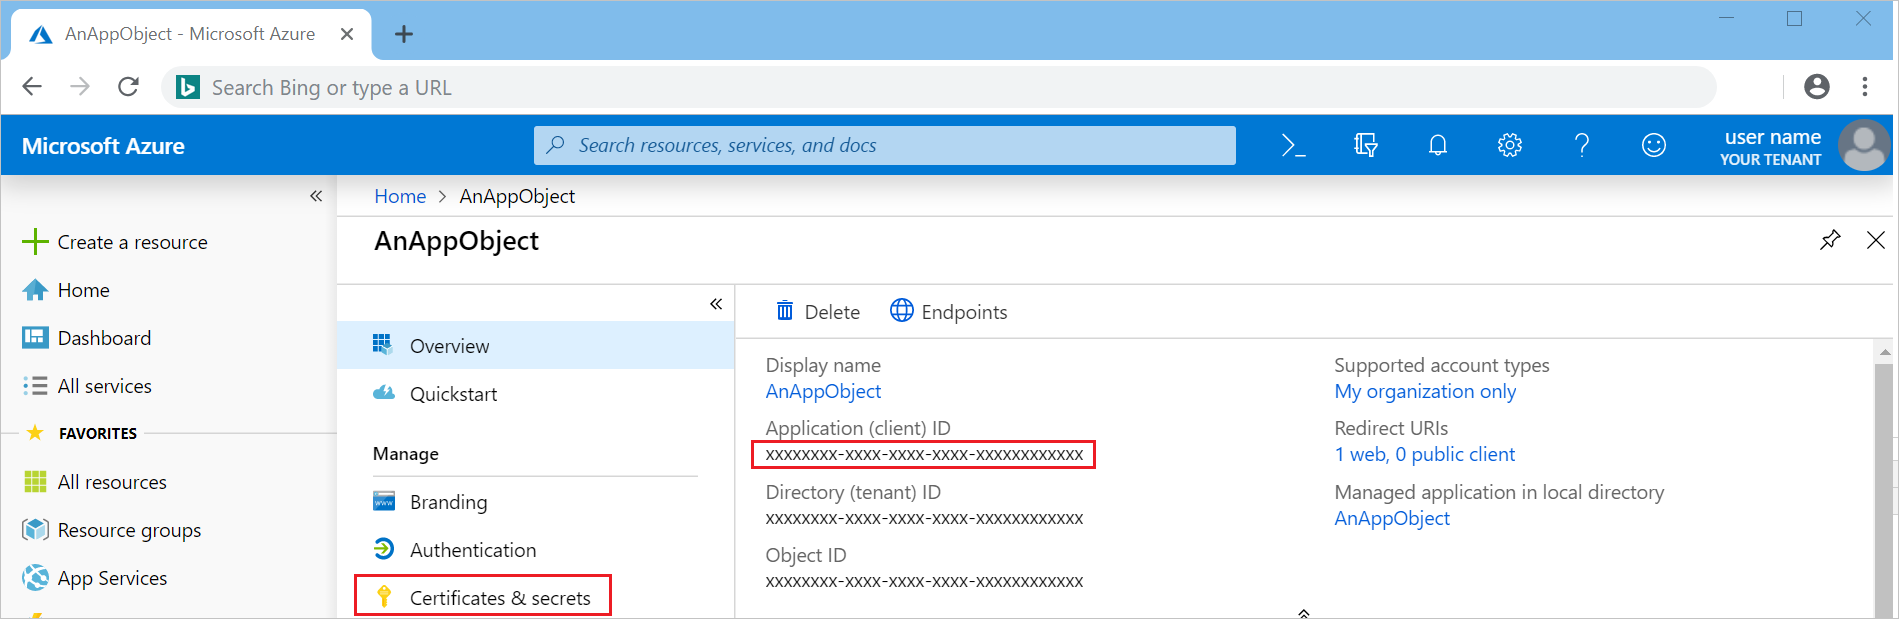 AnAppObject - Microsoft Azure
Search Bing or type a URL
Microsoft Azure
Search resources, services, and docs
user name
YOUR TENANT
Create a resource
Home
Dashboard
All services
FAVORITES
All resources
Resource groups
App Services
Home > AnAppObject
AnAppObject
Overview
Quickstart
Manage
Branding
Authentication
Certificates & secrets
Delete
Endpoints
Display name
AnAppObject
Application (client) ID
xxxxxxxx-xxxx-xxxx-xxxx-xxxxxxxxxxxx
Directory (tenant) ID
xxxxxxxx-xxxx-xxxx-xxxx-xxxxxxxxxxxx
Object ID
xxxxxxxx-xxxx-xxxx-xxxx-xxxxxxxxxxxx
Supported account types
My organization only
Redirect URIs
1 web, 0 public client
Managed application in local directory
AnAppObject